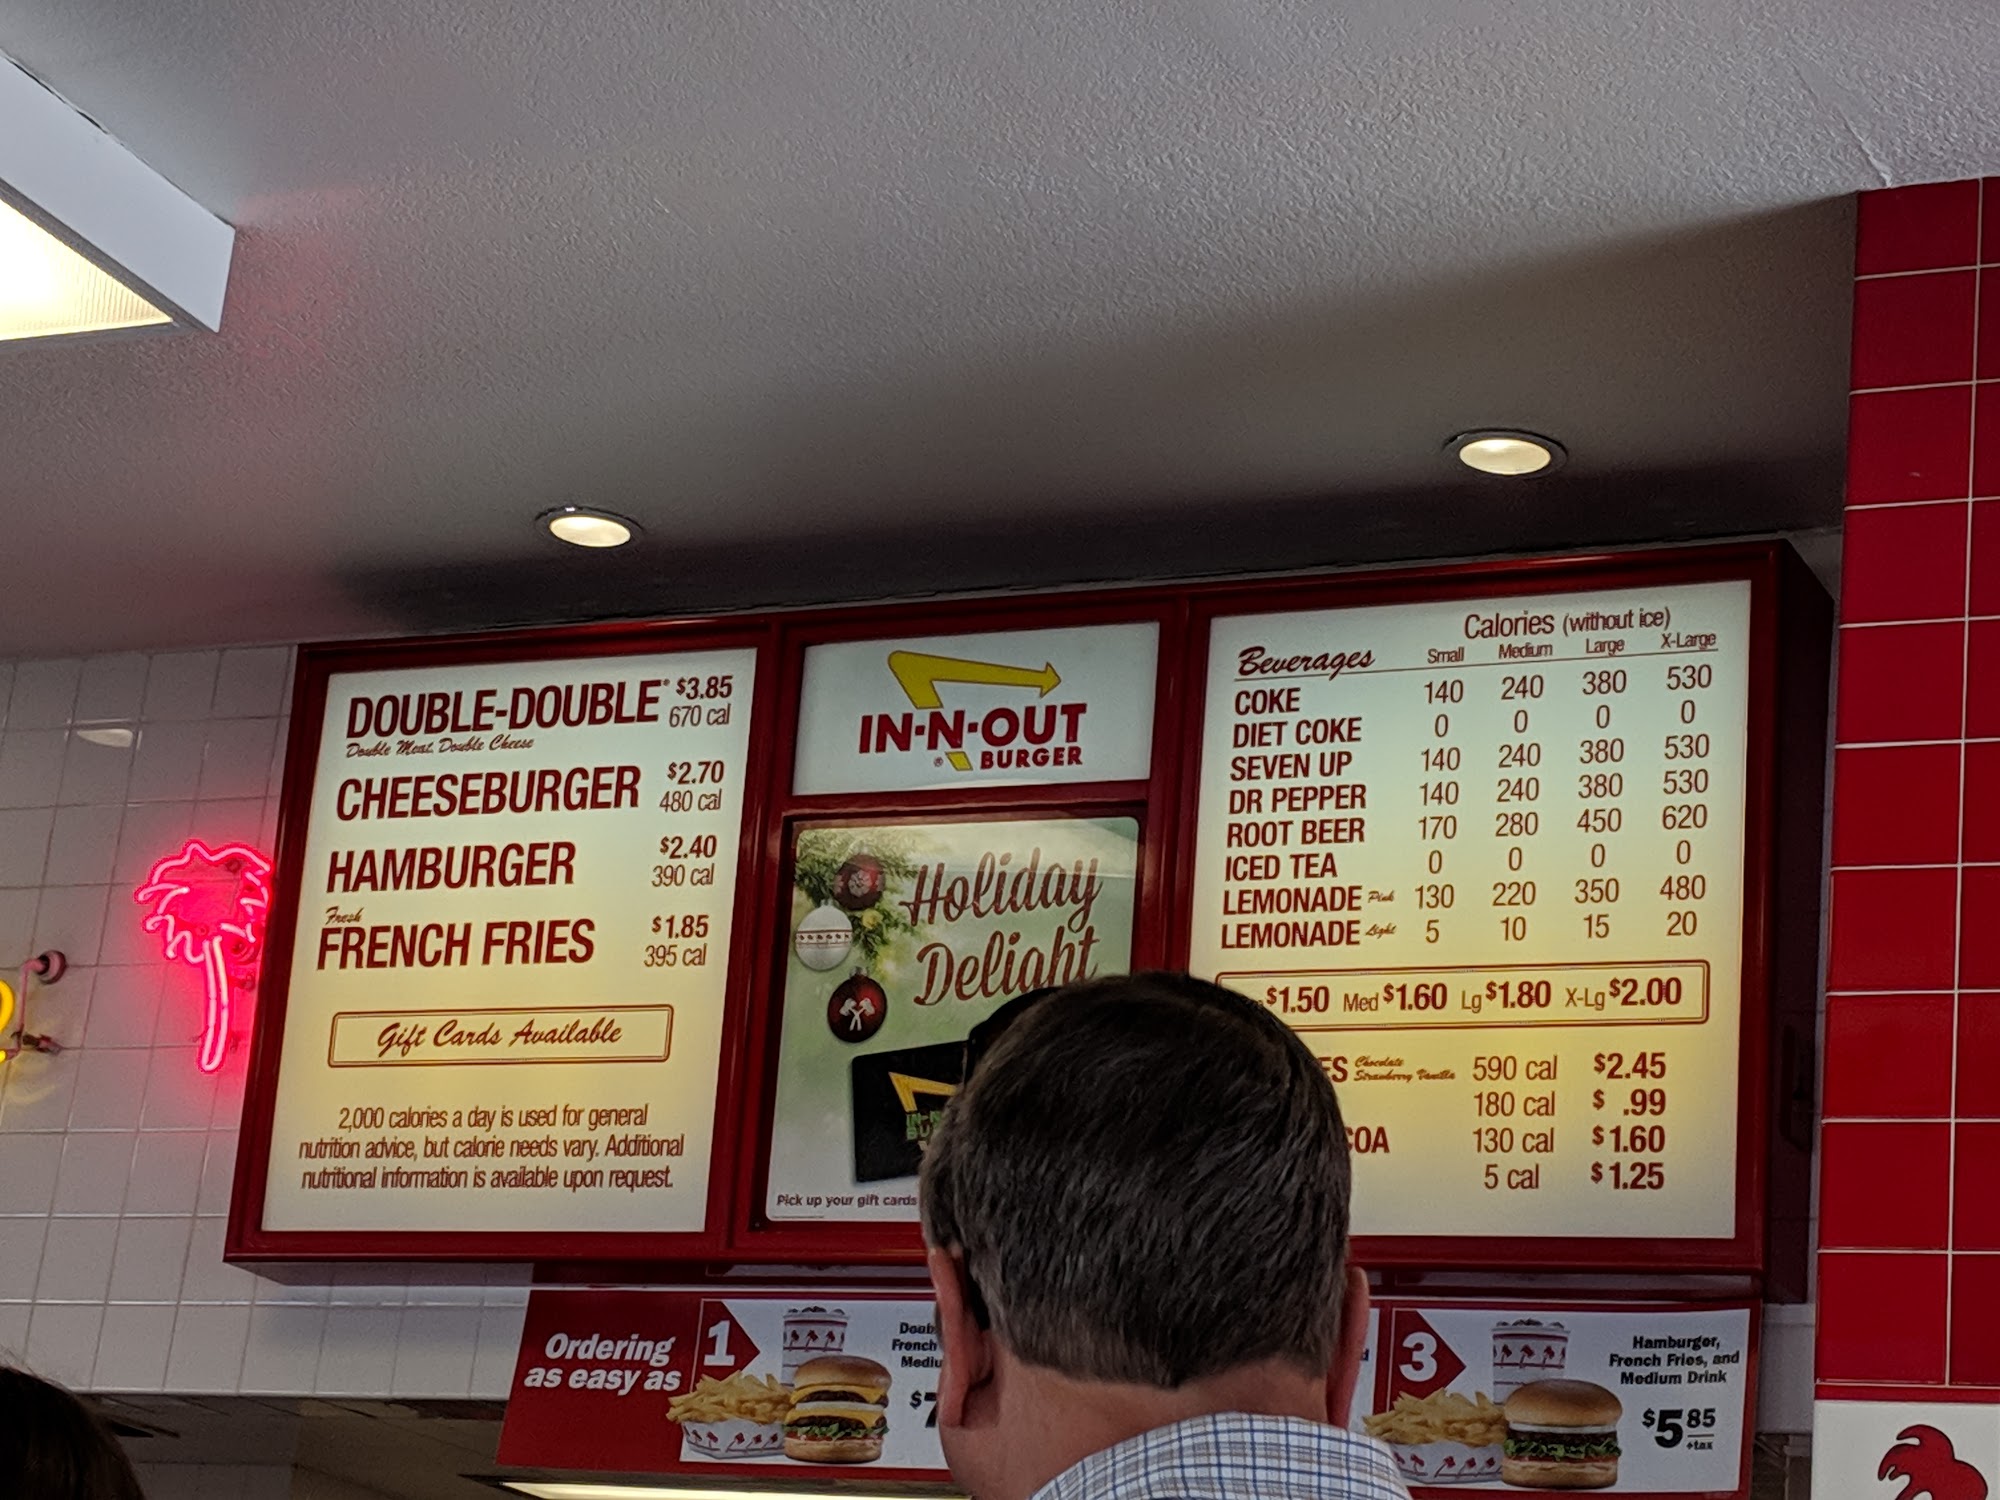 DOUBLE-DOUBLE® $3.85
Double Meat. Double Cheese 670 cal
CHEESEBURGER $2.70
480 cal
HAMBURGER $2.40
390 cal
Fresh
FRENCH FRIES $1.85
395 cal
Gift Cards Available
2,000 calories a day is used for general
nutrition advice, but calorie needs vary. Additional
nutritional information is available upon request.
IN-N-OUT
® BURGER
Holiday
Delight
Pick up your gift cards
Calories (without ice)
Beverages Small Medium Large X-Large
COKE 140 240 380 530
DIET COKE 0 0 0 0
SEVEN UP 140 240 380 530
DR PEPPER 140 240 380 530
ROOT BEER 170 280 450 620
ICED TEA 0 0 0 0
LEMONADE Pink 130 220 350 480
LEMONADE Light 5 10 15 20
$1.50 Med $1.60 Lg $1.80 X-Lg $2.00
ES Chocolate Strawberry Vanilla 590 cal $2.45
180 cal $ .99
COA 130 cal $1.60
5 cal $1.25
Ordering
as easy as
1
French
$7
3
Hamburger,
French Fries, and
Medium Drink
$5 85
+tax